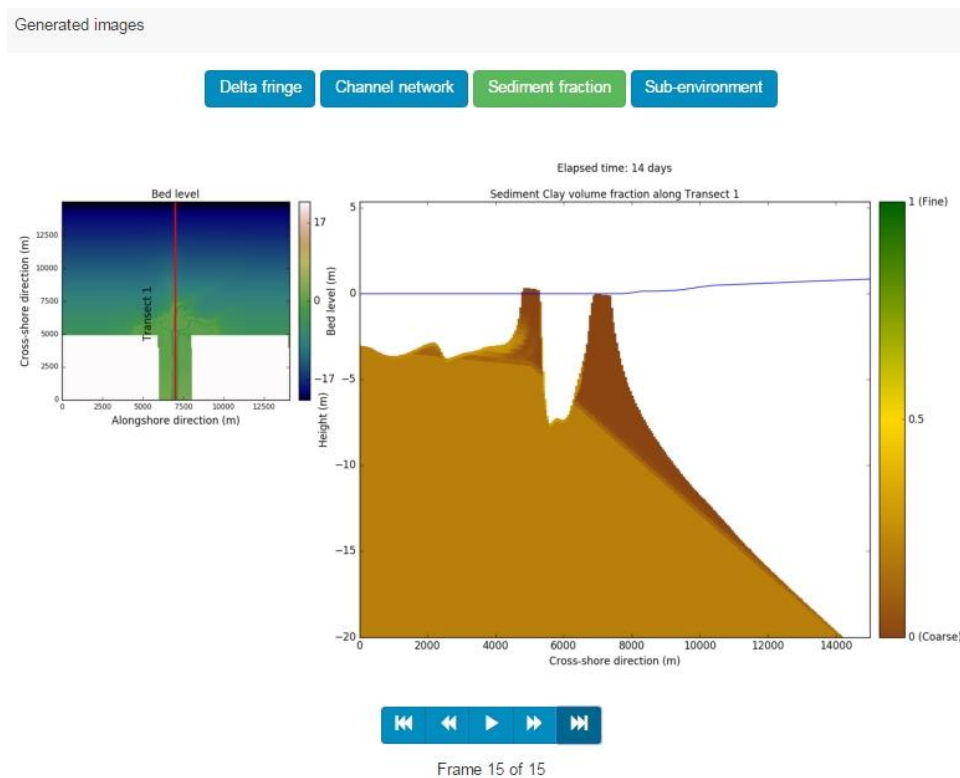 Generated images
Delta fringe
Channel network
Sediment fraction
Sub-environment
Elapsed time: 14 days
Bed level
Cross-shore direction (m)
12500
10000
7500
5000
2500
0
Transect 1
0 2500 5000 7500 10000 12500
Alongshore direction (m)
17
0
−17
Bed level (m)
Sediment Clay volume fraction along Transect 1
Height (m)
5
0
−5
−10
−15
−20
0 2000 4000 6000 8000 10000 12000 14000
Cross-shore direction (m)
1 (Fine)
0.5
0 (Coarse)
Frame 15 of 15